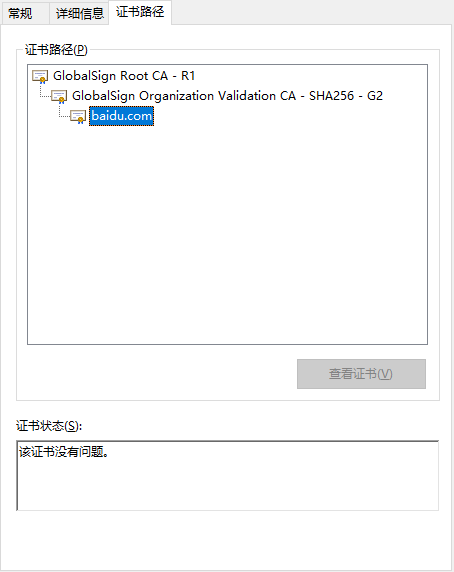 常规 详细信息 证书路径
证书路径(P)
GlobalSign Root CA - R1
GlobalSign Organization Validation CA - SHA256 - G2
baidu.com
查看证书(V)
证书状态(S):
该证书没有问题。